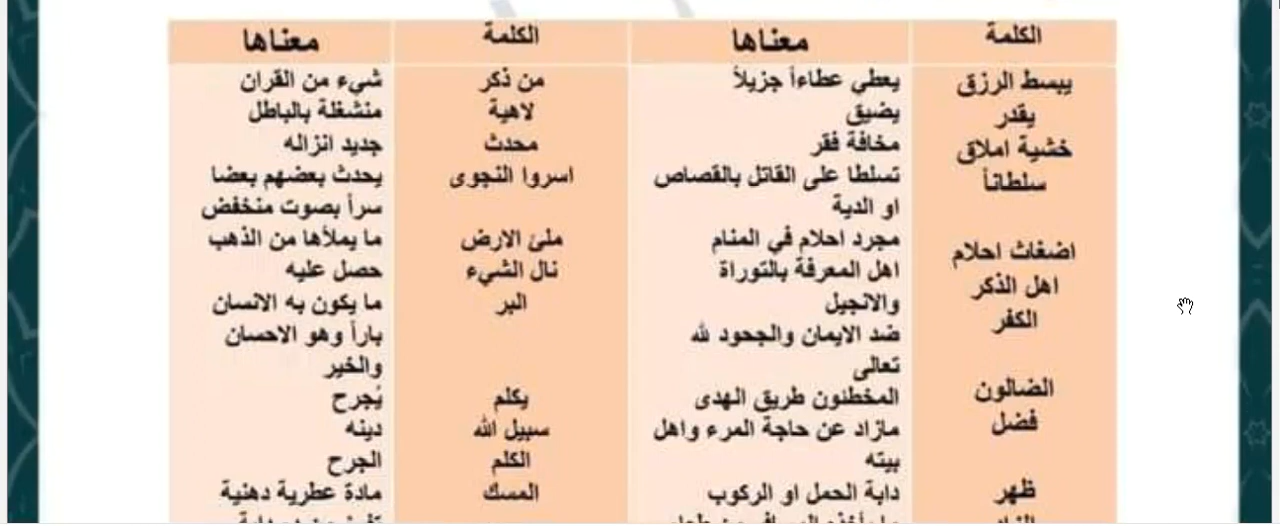 الكلمة معناها الكلمة معناها
يبسط الرزق يعطي عطاءاً جزيلاً من ذكر شيء من القران
يقدر يضيق لاهية منشغلة بالباطل
خشية املاق مخافة فقر محدث جديد انزاله
سلطاناً تسلطا على القاتل بالقصاص اسروا النجوى يحدث بعضهم بعضا
او الدية سرأ بصوت منخفض
اضغاث احلام مجرد احلام في المنام ملئ الارض ما يملأها من الذهب
اهل الذكر اهل المعرفة بالتوراة نال الشيء حصل عليه
الكفر والانجيل البر ما يكون به الانسان
ضد الايمان والجحود لله بارأ وهو الاحسان
تعالى والخير
الضالون المخطئون طريق الهدى يكلم يُجرح
فضل مازاد عن حاجة المرء واهل سبيل الله دينه
بيته الكلم الجرح
ظهر دابة الحمل او الركوب المسك مادة عطرية دهنية